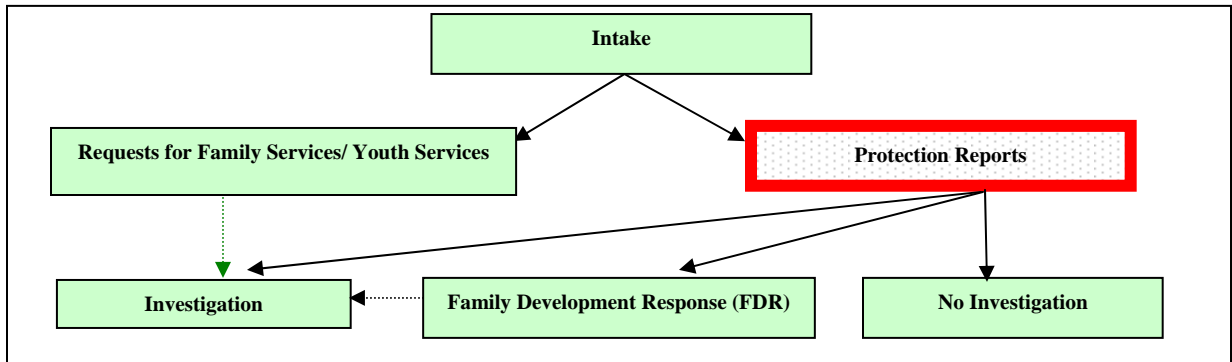 Intake
Requests for Family Services/ Youth Services
Protection Reports
Investigation
Family Development Response (FDR)
No Investigation